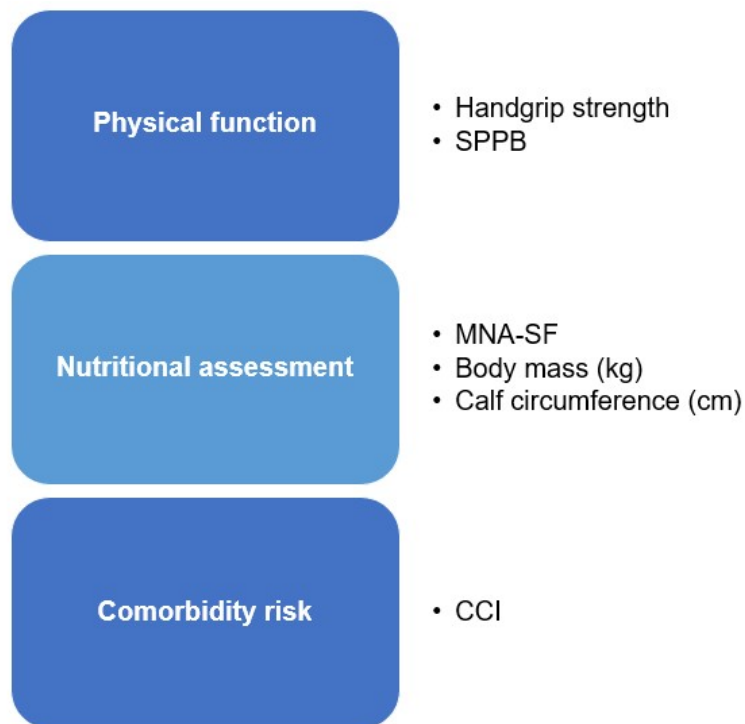 Physical function
• Handgrip strength
• SPPB
Nutritional assessment
• MNA-SF
• Body mass (kg)
• Calf circumference (cm)
Comorbidity risk
• CCI